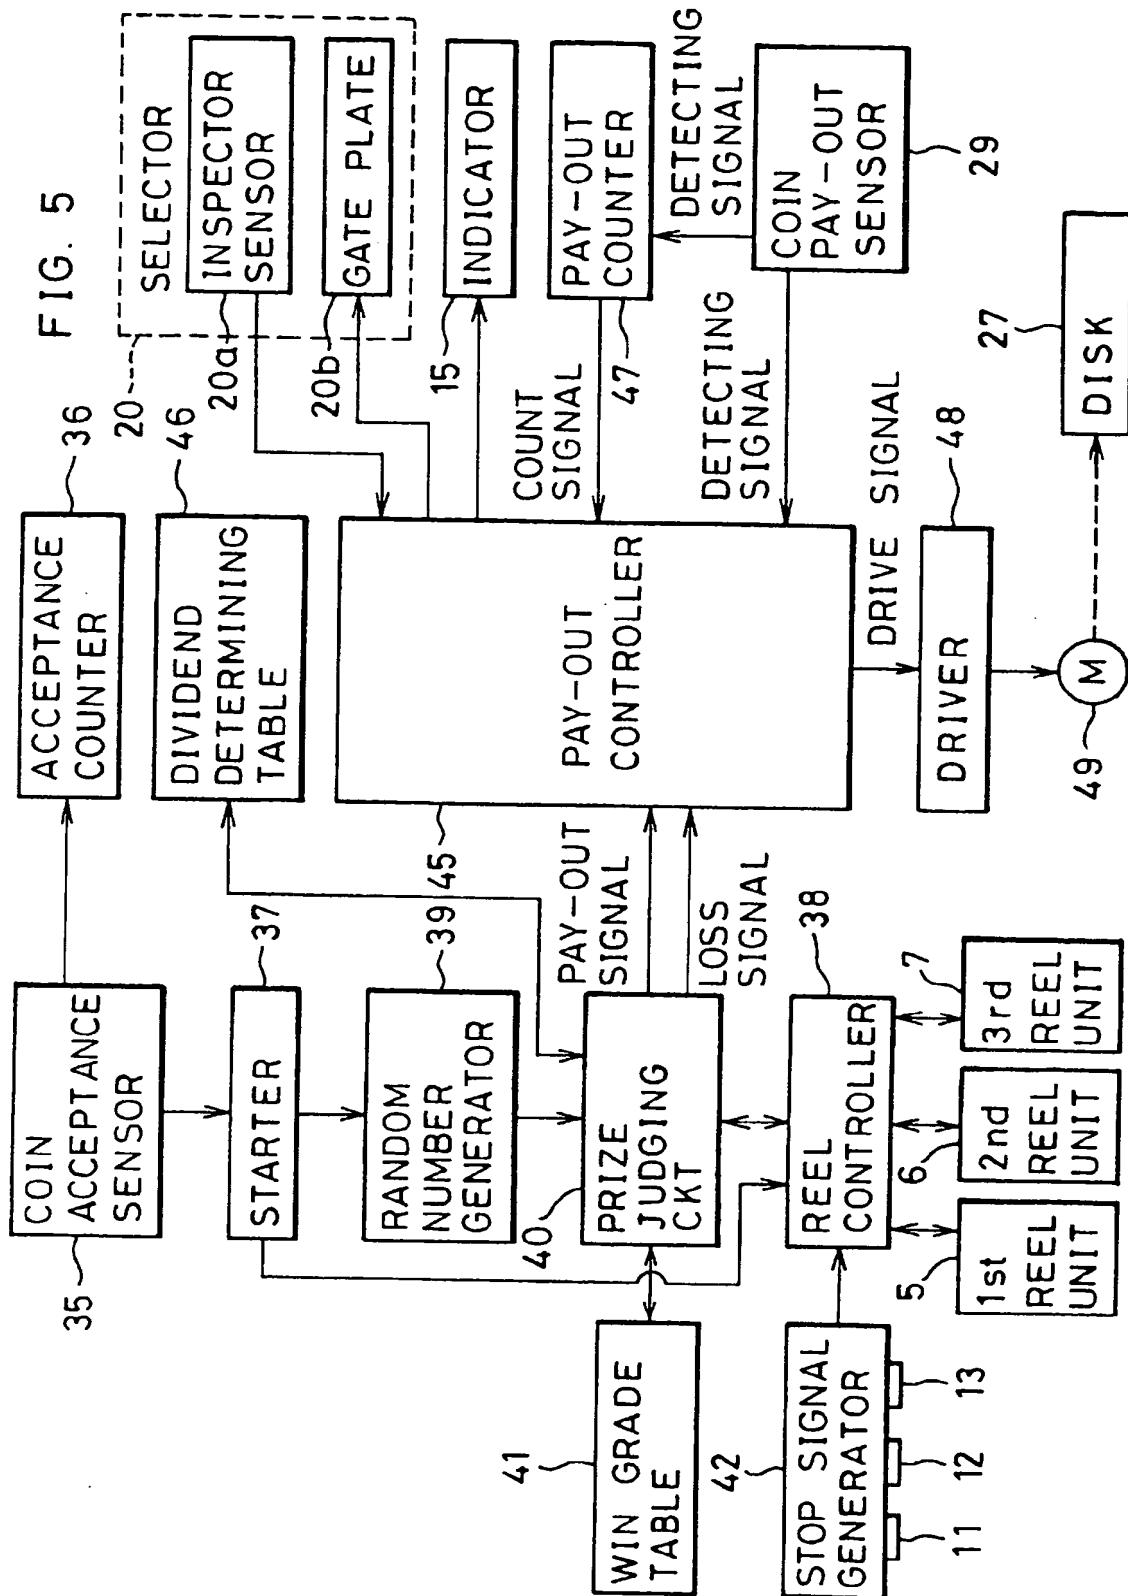 FIG. 5
COIN
ACCEPTANCE
SENSOR
35
ACCEPTANCE
COUNTER
36
STARTER
37
DIVIDEND
DETERMINING
TABLE
46
SELECTOR
20
INSPECTOR
SENSOR
20a
GATE PLATE
20b
RANDOM
NUMBER
GENERATOR
39
INDICATOR
15
PAY-OUT
CONTROLLER
45
WIN GRADE
TABLE
41
PRIZE
JUDGING
CKT
40
PAY-OUT
SIGNAL
LOSS
SIGNAL
COUNT
SIGNAL
PAY-OUT
COUNTER
47
DETECTING
SIGNAL
DETECTING
SIGNAL
COIN
PAY-OUT
SENSOR
29
STOP SIGNAL
GENERATOR
42
11
12
13
REEL
CONTROLLER
38
DRIVE SIGNAL
DRIVER
48
1st
REEL
UNIT
5
2nd
REEL
UNIT
6
3rd
REEL
UNIT
7
M
49
DISK
27